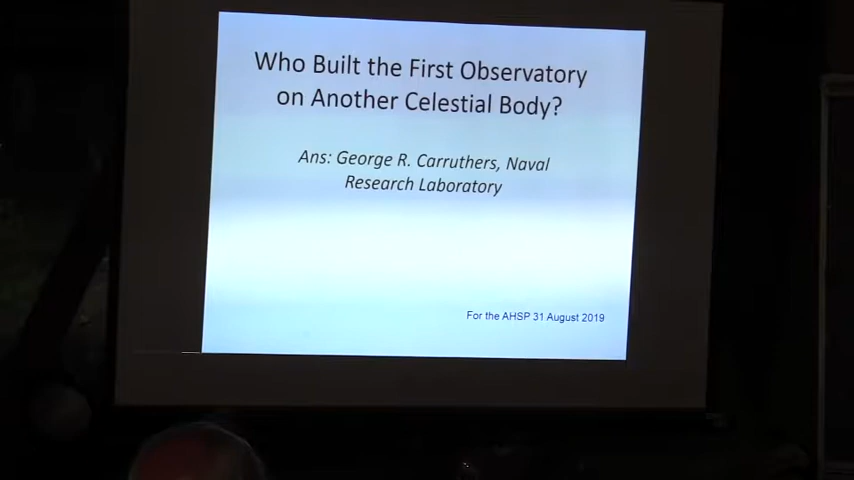 Who Built the First Observatory
on Another Celestial Body?
Ans: George R. Carruthers, Naval
Research Laboratory
For the AHSP 31 August 2019